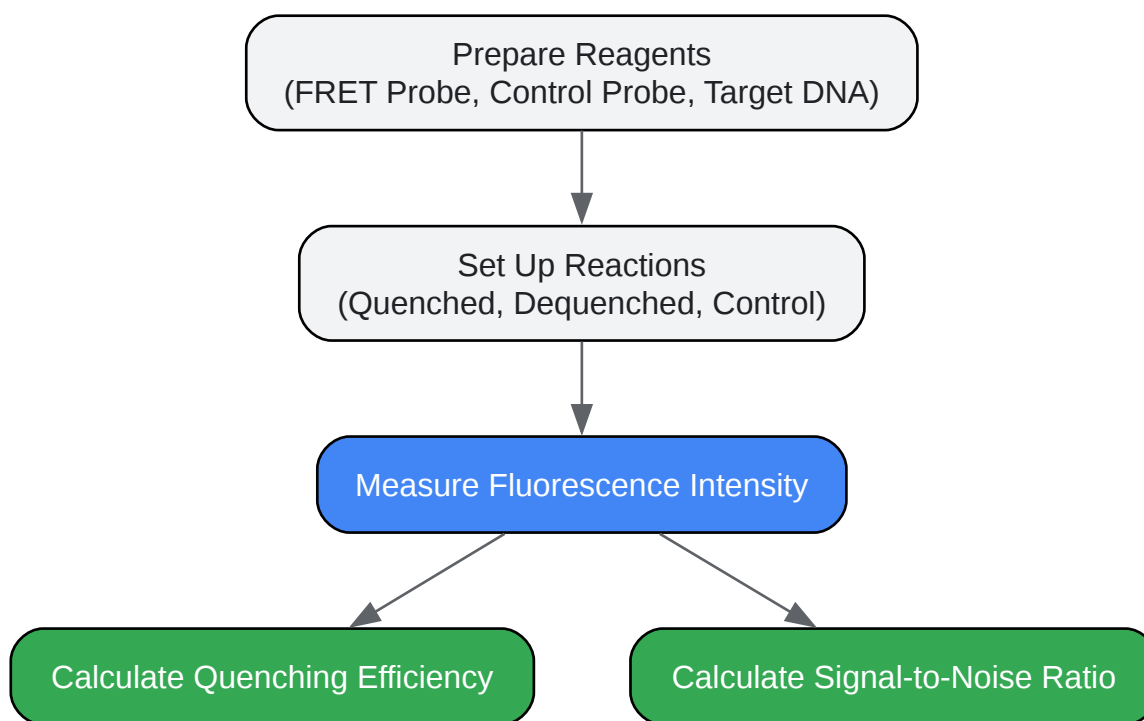 Prepare Reagents
(FRET Probe, Control Probe, Target DNA)
Set Up Reactions
(Quenched, Dequenched, Control)
Measure Fluorescence Intensity
Calculate Quenching Efficiency
Calculate Signal-to-Noise Ratio